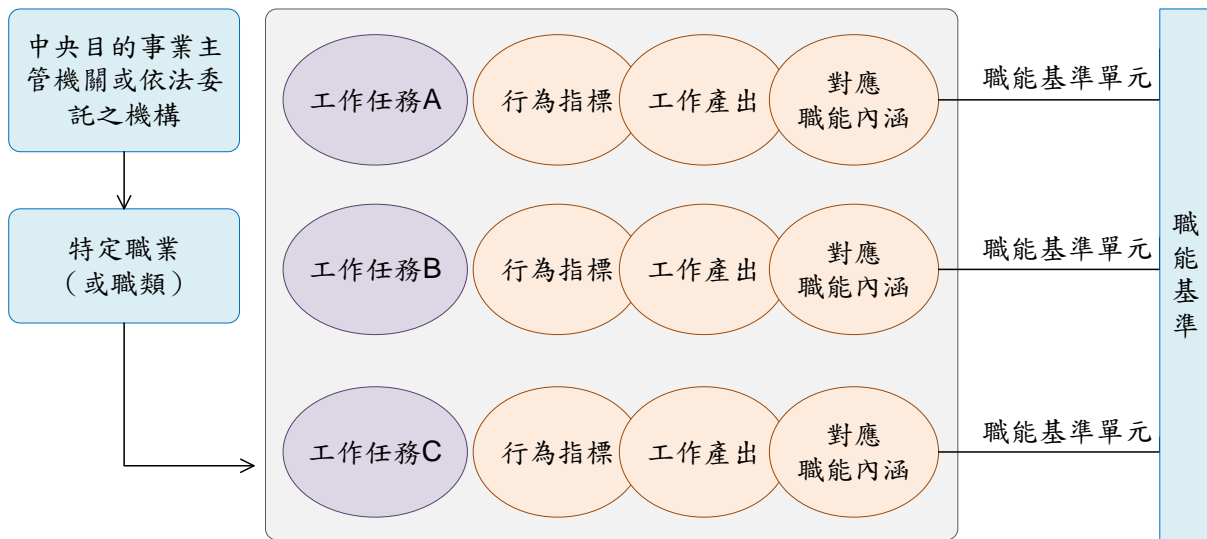 中央目的事業主
管機關或依法委
託之機構
特定職業
（或職類）
工作任務A
行為指標
工作產出
對應
職能內涵
職能基準單元
工作任務B
行為指標
工作產出
對應
職能內涵
職能基準單元
工作任務C
行為指標
工作產出
對應
職能內涵
職能基準單元
職能基準